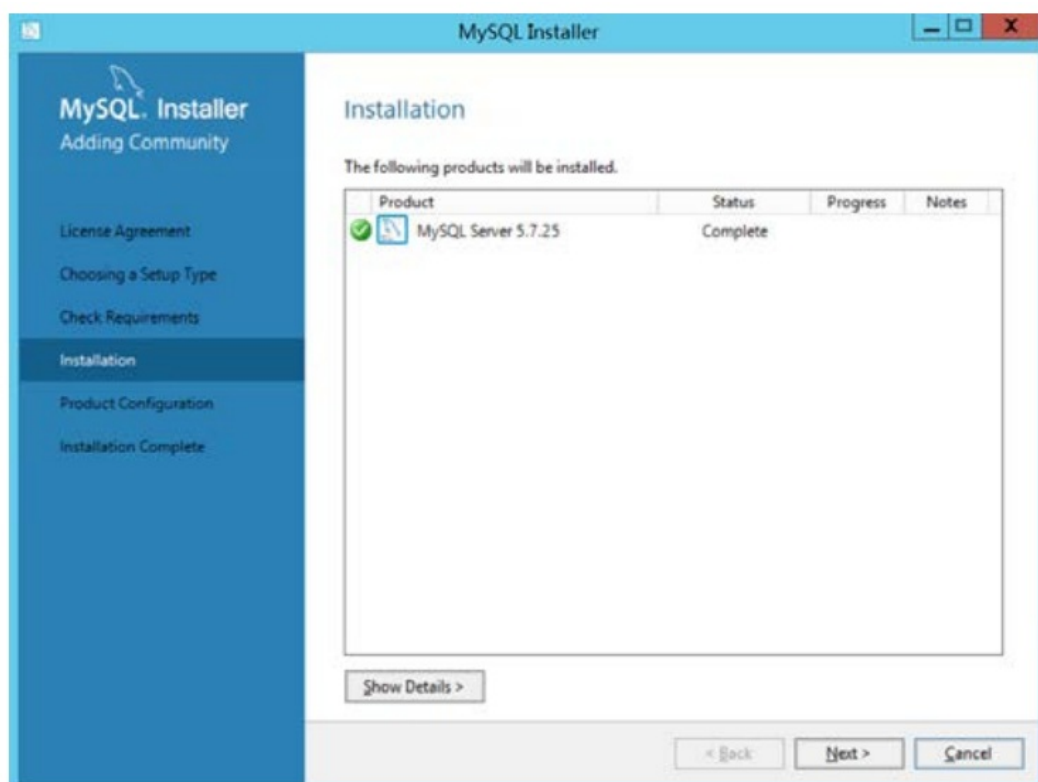 MySQL Installer
MySQL. Installer
Adding Community
License Agreement
Choosing a Setup Type
Check Requirements
Installation
Product Configuration
Installation Complete
Installation
The following products will be installed.
Product Status Progress Notes
MySQL Server 5.7.25 Complete
Show Details >
< Back Next > Cancel